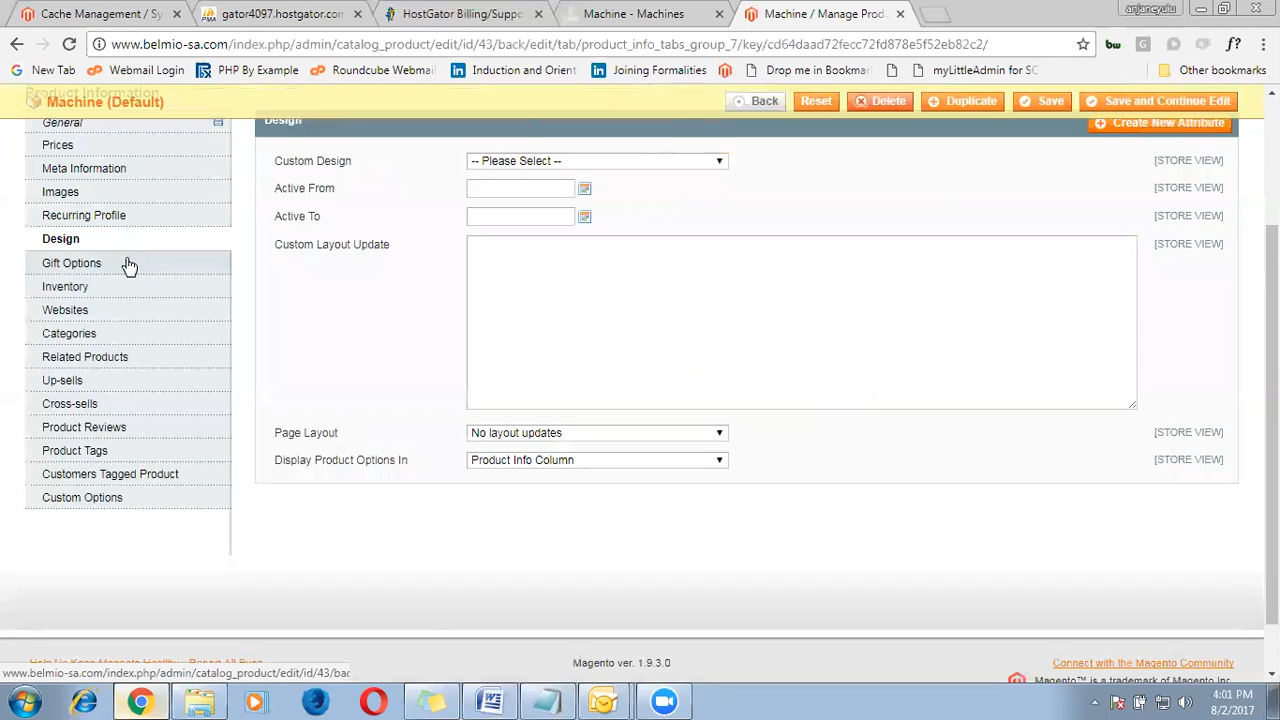 Cache Management / Sy
gator4097.hostgator.com
HostGator Billing/Suppo
Machine - Machines
Machine / Manage Prod
anjaneyulu
www.belmio-sa.com/index.php/admin/catalog_product/edit/id/43/back/edit/tab/product_info_tabs_group_7/key/cd64daad72fecc72fd878e5f52eb82c2/
New Tab
Webmail Login
PHP By Example
Roundcube Webmail
Induction and Orient
Joining Formalities
Drop me in Bookmar
myLittleAdmin for SC
Other bookmarks
Product Information
Machine (Default)
Back
Reset
Delete
Duplicate
Save
Save and Continue Edit
General
Prices
Meta Information
Images
Recurring Profile
Design
Gift Options
Inventory
Websites
Categories
Related Products
Up-sells
Cross-sells
Product Reviews
Product Tags
Customers Tagged Product
Custom Options
Design
Create New Attribute
Custom Design
-- Please Select --
[STORE VIEW]
Active From
[STORE VIEW]
Active To
[STORE VIEW]
Custom Layout Update
[STORE VIEW]
Page Layout
No layout updates
[STORE VIEW]
Display Product Options In
Product Info Column
[STORE VIEW]
Help Us Keep Magento Healthy - Report All Bugs
Magento ver. 1.9.3.0
Connect with the Magento Community
Magento™ is a trademark of Magento Inc.
www.belmio-sa.com/index.php/admin/catalog_product/edit/id/43/bac
4:01 PM
8/2/2017